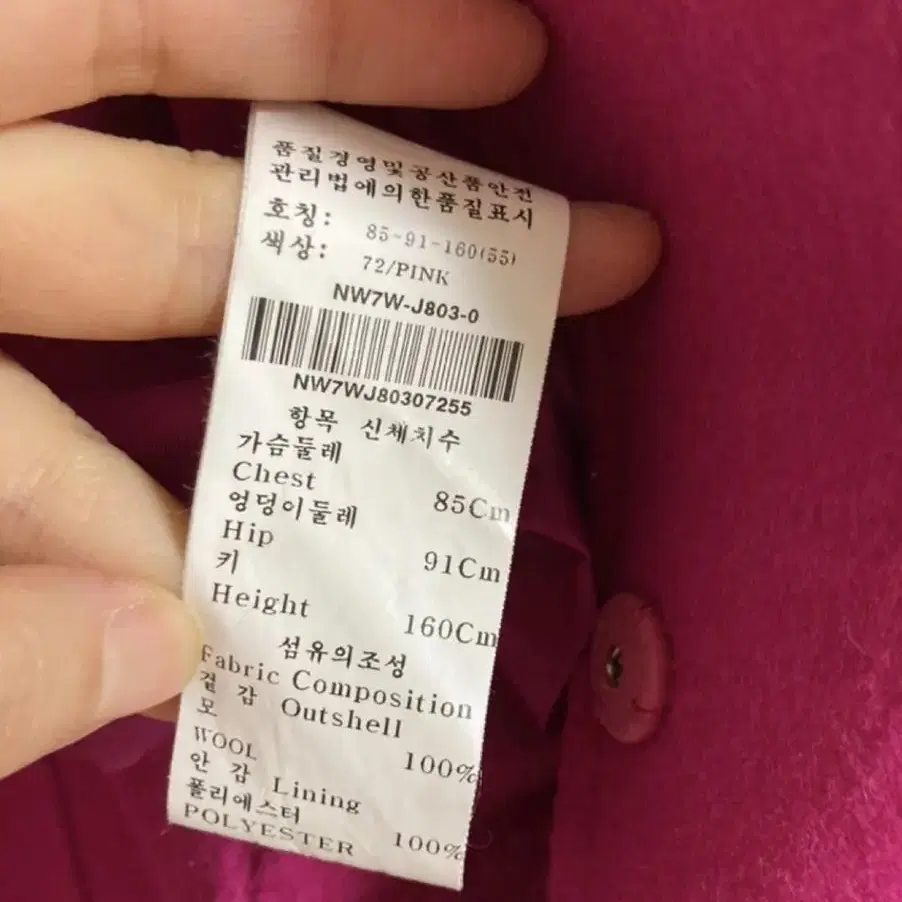 품질경영및공산품안전
관리법에의한품질표시
호칭: 85-91-160(55)
색상: 72/PINK
NW7W-J803-0
NW7WJ80307255
항목 신체치수
가슴둘레
Chest 85Cm
엉덩이둘레
Hip 91Cm
키
Height 160Cm
섬유의조성
Fabric Composition
겉 감 Outshell
모
WOOL 100%
안 감 Lining
폴리에스터
POLYESTER 100%